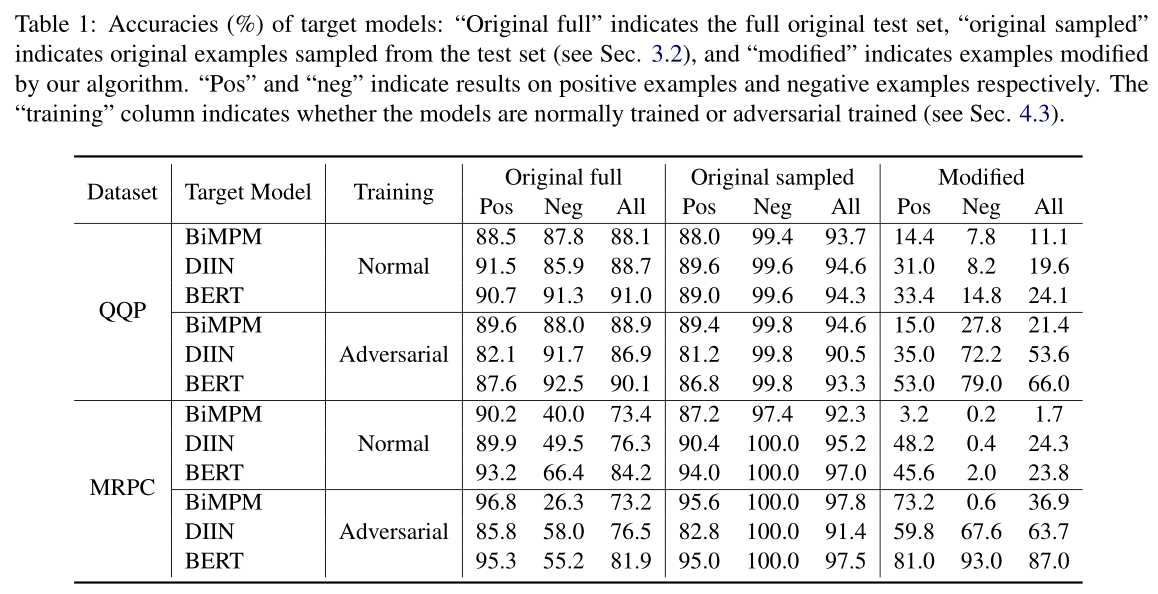 Table 1: Accuracies (%) of target models: “Original full” indicates the full original test set, “original sampled”
indicates original examples sampled from the test set (see Sec. 3.2), and “modified” indicates examples modified
by our algorithm. “Pos” and “neg” indicate results on positive examples and negative examples respectively. The
“training” column indicates whether the models are normally trained or adversarial trained (see Sec. 4.3).
Dataset Target Model Training Original full Original sampled Modified
Pos Neg All Pos Neg All Pos Neg All
QQP
BiMPM 88.5 87.8 88.1 88.0 99.4 93.7 14.4 7.8 11.1
DIIN Normal 91.5 85.9 88.7 89.6 99.6 94.6 31.0 8.2 19.6
BERT 90.7 91.3 91.0 89.0 99.6 94.3 33.4 14.8 24.1
BiMPM 89.6 88.0 88.9 89.4 99.8 94.6 15.0 27.8 21.4
DIIN Adversarial 82.1 91.7 86.9 81.2 99.8 90.5 35.0 72.2 53.6
BERT 87.6 92.5 90.1 86.8 99.8 93.3 53.0 79.0 66.0
MRPC
BiMPM 90.2 40.0 73.4 87.2 97.4 92.3 3.2 0.2 1.7
DIIN Normal 89.9 49.5 76.3 90.4 100.0 95.2 48.2 0.4 24.3
BERT 93.2 66.4 84.2 94.0 100.0 97.0 45.6 2.0 23.8
BiMPM 96.8 26.3 73.2 95.6 100.0 97.8 73.2 0.6 36.9
DIIN Adversarial 85.8 58.0 76.5 82.8 100.0 91.4 59.8 67.6 63.7
BERT 95.3 55.2 81.9 95.0 100.0 97.5 81.0 93.0 87.0